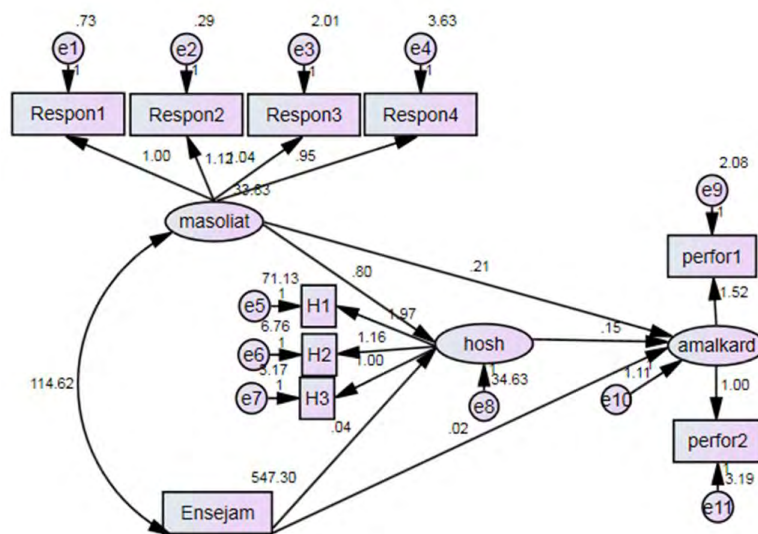 .73 .29 2.01 3.63
e1 e2 e3 e4
1 1 1 1
Respon1 Respon2 Respon3 Respon4
1.00 1.12 1.04 .95
33.83
masoliat
2.08
e9
1
perfor1
.80 .21
71.13
e5 1 H1
1.97
1.52
6.76
e6 1 H2
1.16
hosh
.15
amalkard
3.17
e7 1 H3
1.00
34.63
e8
1.11
e10
1.00
114.62
.04 .02
perfor2
547.30
Ensejam
1
3.19
e11